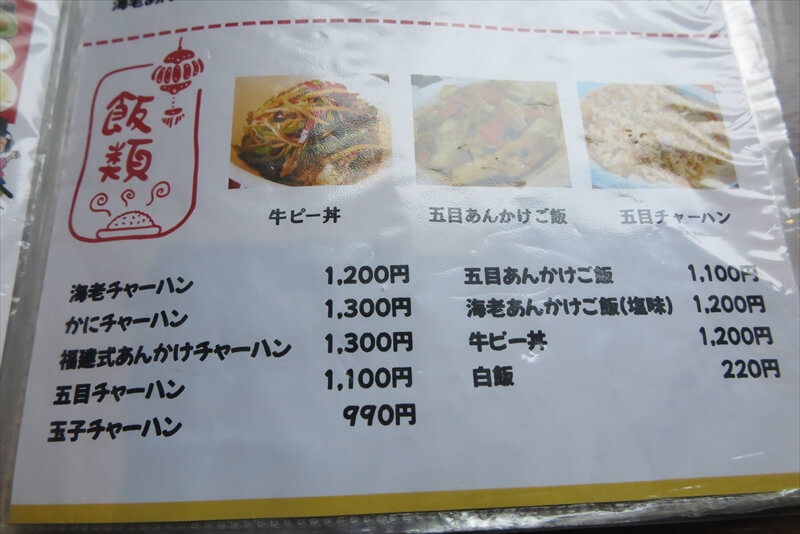 飯類
牛ピー丼
五目あんかけご飯
五目チャーハン
海老チャーハン 1,200円
かにチャーハン 1,300円
福建式あんかけチャーハン 1,300円
五目チャーハン 1,100円
玉子チャーハン 990円
五目あんかけご飯 1,100円
海老あんかけご飯(塩味) 1,200円
牛ピー丼 1,200円
白飯 220円